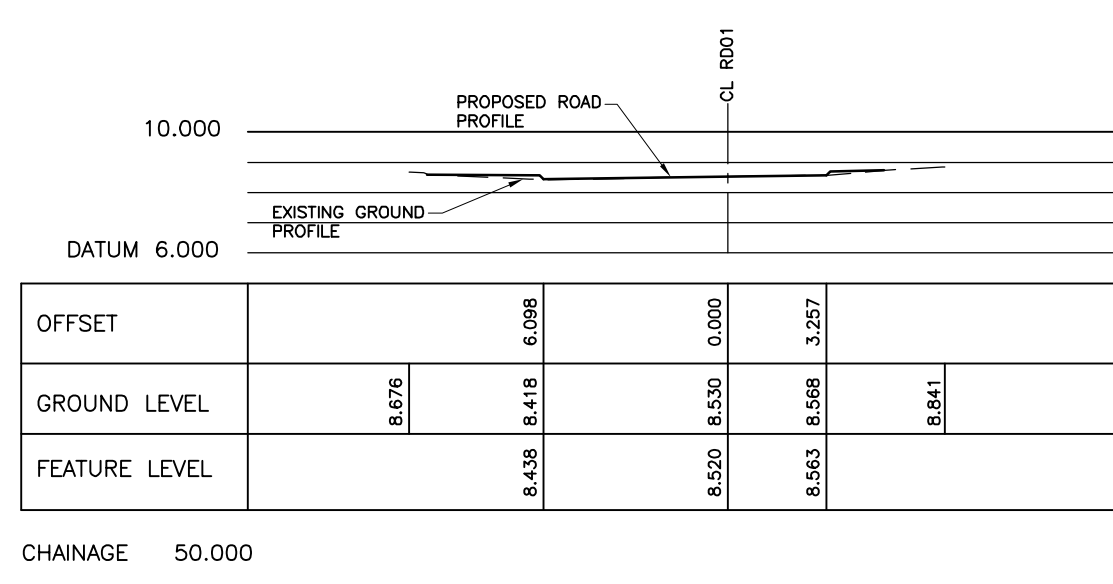 CL RD01
PROPOSED ROAD
PROFILE
10.000
EXISTING GROUND
PROFILE
DATUM 6.000
OFFSET 6.098 0.000 3.257
GROUND LEVEL 8.676 8.418 8.530 8.568 8.841
FEATURE LEVEL 8.438 8.520 8.563
CHAINAGE 50.000